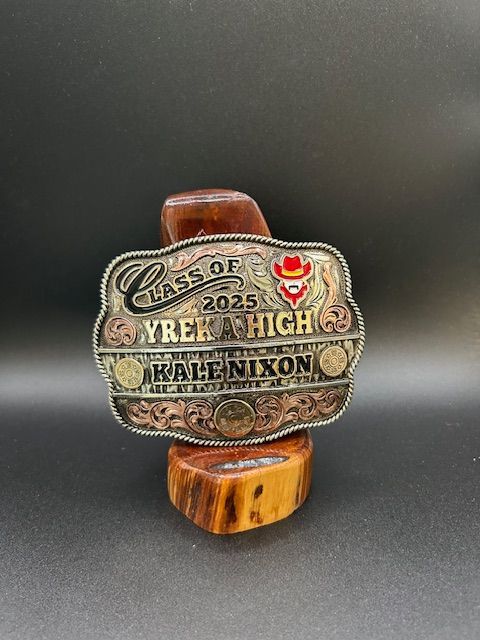 CLASS OF
2025
YREKA HIGH
KALE NIXON